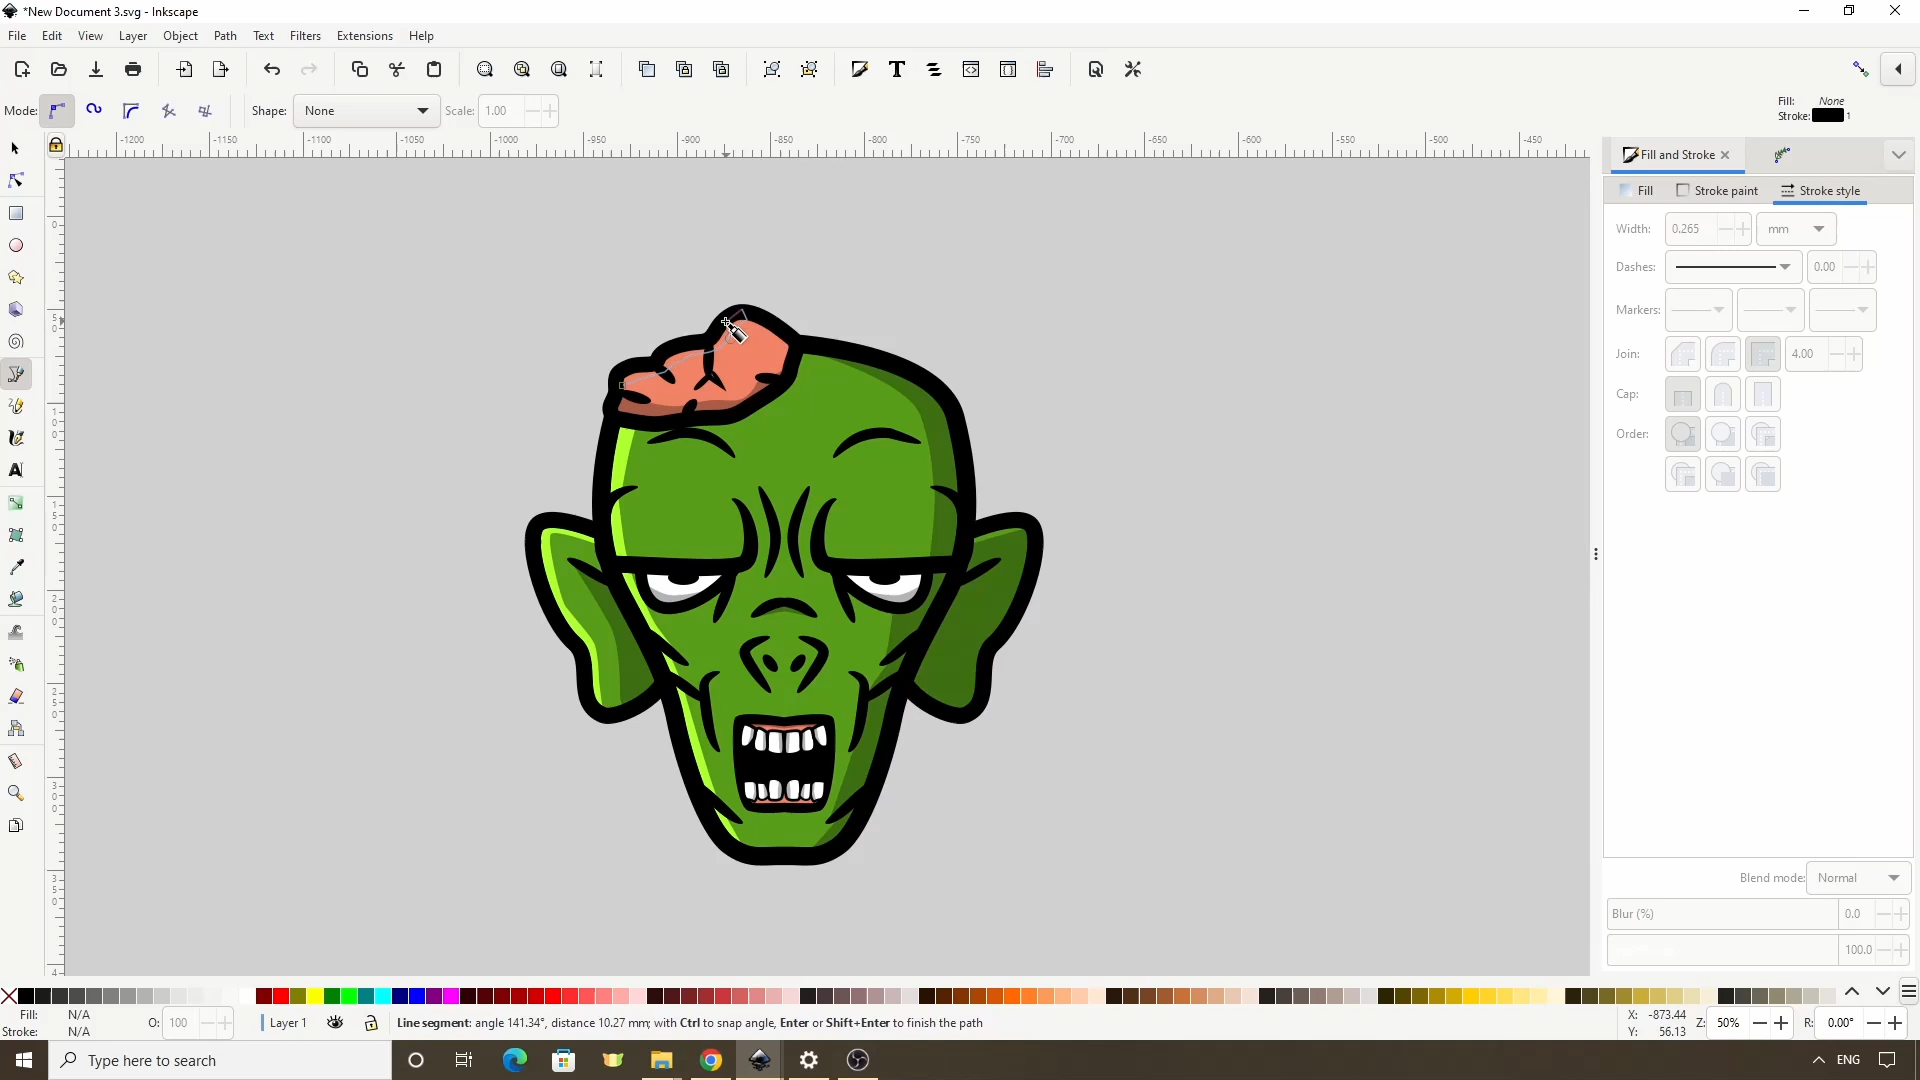 *New Document 3.svg - Inkscape
File Edit View Layer Object Path Text Filters Extensions Help
Mode: Shape: None Scale: 1.00
Fill: None
Stroke: 1
-1200 -1150 -1100 -1050 -1000 -950 -900 -850 -800 -750 -700 -650 -600 -550 -500 -450
Fill and Stroke
Fill Stroke paint Stroke style
Width: 0.265 mm
Dashes: 0.00
Markers:
Join: 4.00
Cap:
Order:
Blend mode: Normal
Blur (%) 0.0
100.0
Fill: N/A
Stroke: N/A
O: 100
Layer 1
Line segment: angle 141.34°, distance 10.27 mm; with Ctrl to snap angle, Enter or Shift+Enter to finish the path
X: -873.44
Y: 56.13
Z: 50%
R: 0.00°
Type here to search
ENG